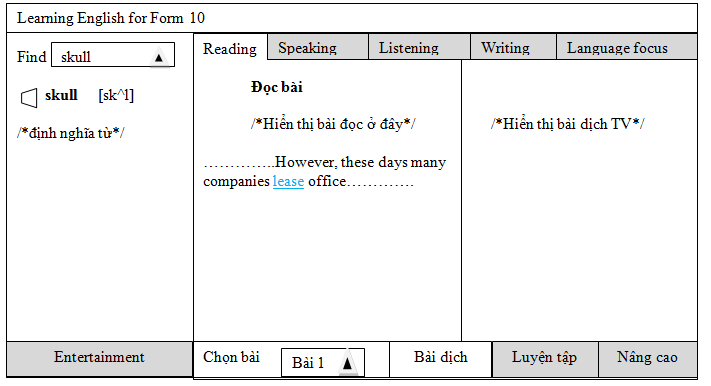 Learning English for Form 10
Find skull
skull [sk^l]
/*định nghĩa từ*/
Reading Speaking Listening Writing Language focus
Đọc bài
/*Hiển thị bài đọc ở đây*/
/*Hiển thị bài dịch TV*/
…………..However, these days many
companies lease office………….
Entertainment
Chọn bài Bài 1 Bài dịch Luyện tập Nâng cao